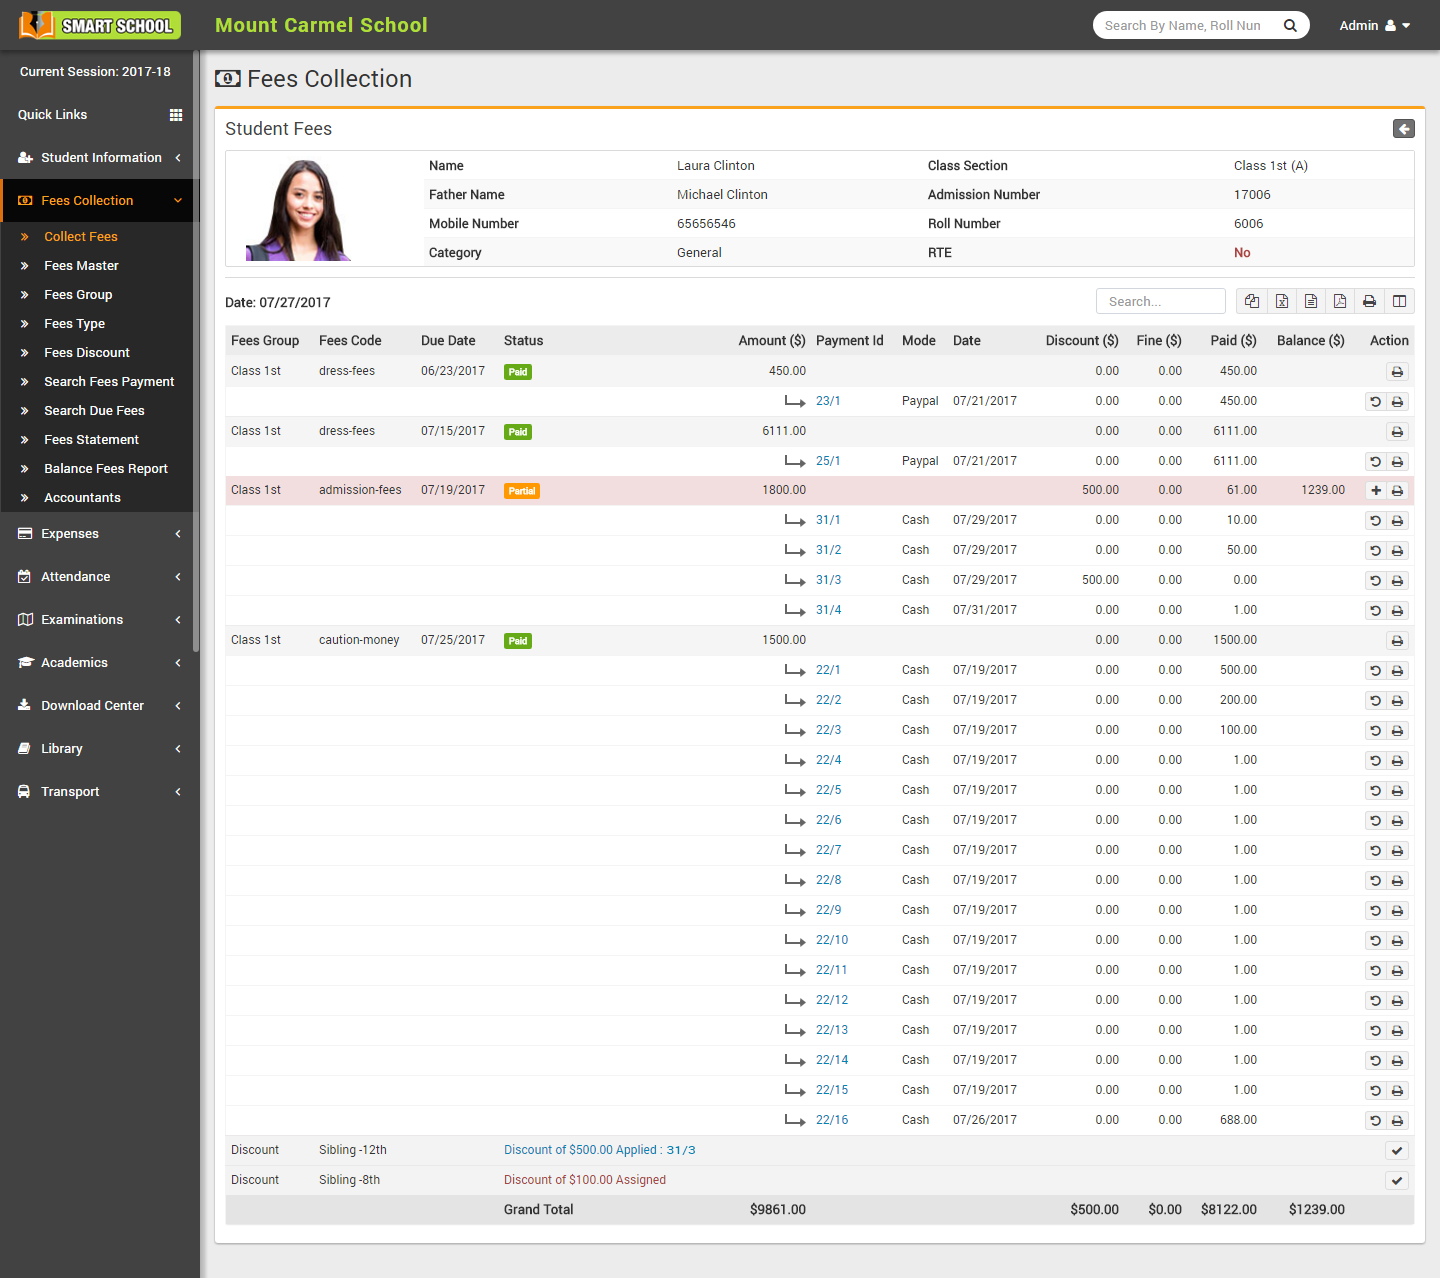 SMART SCHOOL
Mount Carmel School
Search By Name, Roll Nun
Admin
Current Session: 2017-18
Quick Links
Student Information
Fees Collection
Collect Fees
Fees Master
Fees Group
Fees Type
Fees Discount
Search Fees Payment
Search Due Fees
Fees Statement
Balance Fees Report
Accountants
Expenses
Attendance
Examinations
Academics
Download Center
Library
Transport
Fees Collection
Student Fees
Name Laura Clinton Class Section Class 1st (A)
Father Name Michael Clinton Admission Number 17006
Mobile Number 65656546 Roll Number 6006
Category General RTE No
Date: 07/27/2017
Search...
Fees Group Fees Code Due Date Status Amount ($) Payment Id Mode Date Discount ($) Fine ($) Paid ($) Balance ($) Action
Class 1st dress-fees 06/23/2017 Paid 450.00 0.00 0.00 450.00
23/1 Paypal 07/21/2017 0.00 0.00 450.00
Class 1st dress-fees 07/15/2017 Paid 6111.00 0.00 0.00 6111.00
25/1 Paypal 07/21/2017 0.00 0.00 6111.00
Class 1st admission-fees 07/19/2017 Partial 1800.00 500.00 0.00 61.00 1239.00
31/1 Cash 07/29/2017 0.00 0.00 10.00
31/2 Cash 07/29/2017 0.00 0.00 50.00
31/3 Cash 07/29/2017 500.00 0.00 0.00
31/4 Cash 07/31/2017 0.00 0.00 1.00
Class 1st caution-money 07/25/2017 Paid 1500.00 0.00 0.00 1500.00
22/1 Cash 07/19/2017 0.00 0.00 500.00
22/2 Cash 07/19/2017 0.00 0.00 200.00
22/3 Cash 07/19/2017 0.00 0.00 100.00
22/4 Cash 07/19/2017 0.00 0.00 1.00
22/5 Cash 07/19/2017 0.00 0.00 1.00
22/6 Cash 07/19/2017 0.00 0.00 1.00
22/7 Cash 07/19/2017 0.00 0.00 1.00
22/8 Cash 07/19/2017 0.00 0.00 1.00
22/9 Cash 07/19/2017 0.00 0.00 1.00
22/10 Cash 07/19/2017 0.00 0.00 1.00
22/11 Cash 07/19/2017 0.00 0.00 1.00
22/12 Cash 07/19/2017 0.00 0.00 1.00
22/13 Cash 07/19/2017 0.00 0.00 1.00
22/14 Cash 07/19/2017 0.00 0.00 1.00
22/15 Cash 07/19/2017 0.00 0.00 1.00
22/16 Cash 07/26/2017 0.00 0.00 688.00
Discount Sibling -12th Discount of $500.00 Applied : 31/3
Discount Sibling -8th Discount of $100.00 Assigned
Grand Total $9861.00 $500.00 $0.00 $8122.00 $1239.00